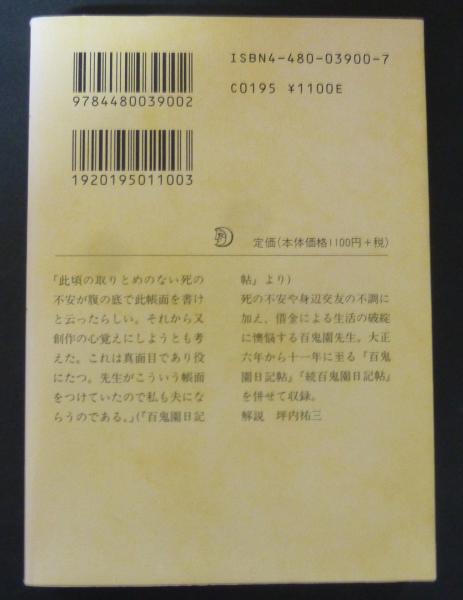 ISBN4-480-03900-7
9784480039002
C0195 ¥1100E
1920195011003
定価(本体価格1100円+税)
「此頃の取りとめのない死の
不安が腹の底で此帳面を書け
と云ったらしい。それから又
創作の心覚えにしようとも考
えた。これは真面目であり役
にたつ。先生がこういう帳面
をつけていたので私も夫にな
らうのである。」(『百鬼園日記
帖』より)
死の不安や身辺交友の不調に
加え、借金による生活の破綻
に懊悩する百鬼園先生。大正
六年から十一年に至る『百鬼
園日記帖』『続百鬼園日記帖』
を併せて収録。
解説 坪内祐三